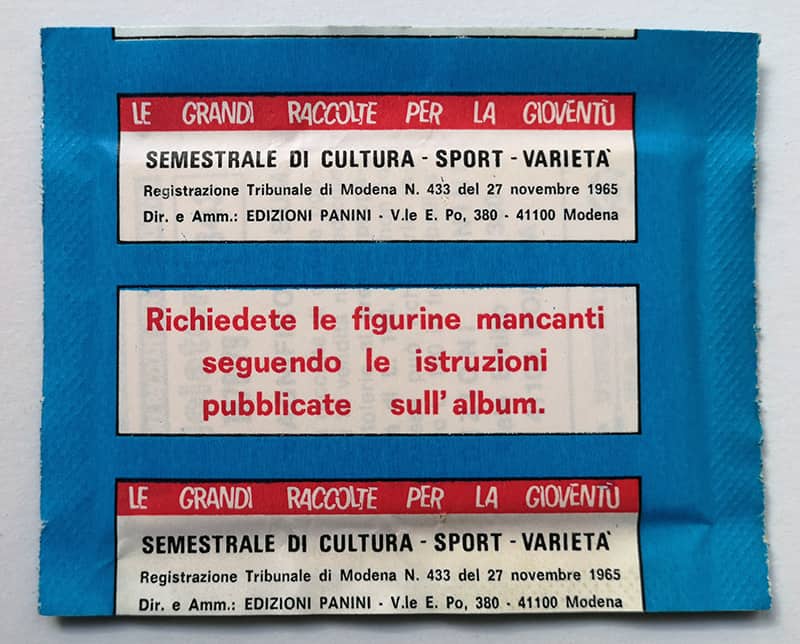 LE GRANDI RACCOLTE PER LA GIOVENTÙ
SEMESTRALE DI CULTURA - SPORT - VARIETA'
Registrazione Tribunale di Modena N. 433 del 27 novembre 1965
Dir. e Amm.: EDIZIONI PANINI - V.le E. Po, 380 - 41100 Modena
Richiedete le figurine mancanti
seguendo le istruzioni
pubblicate sull'album.
LE GRANDI RACCOLTE PER LA GIOVENTÙ
SEMESTRALE DI CULTURA - SPORT - VARIETA'
Registrazione Tribunale di Modena N. 433 del 27 novembre 1965
Dir. e Amm.: EDIZIONI PANINI - V.le E. Po, 380 - 41100 Modena